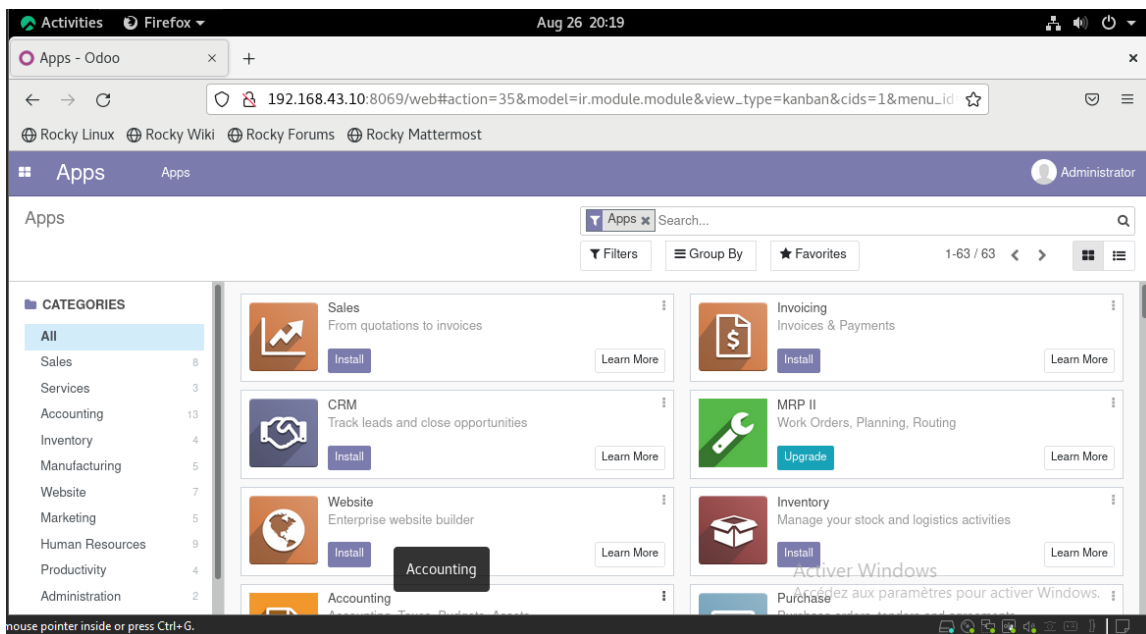 Activities Firefox Aug 26 20:19
Apps - Odoo × + ×
192.168.43.10:8069/web#action=35&model=ir.module.module&view_type=kanban&cids=1&menu_id
Rocky Linux Rocky Wiki Rocky Forums Rocky Mattermost
Apps Apps Administrator
Apps
Apps × Search...
Filters Group By Favorites 1-63 / 63
CATEGORIES
All
Sales 8
Services 3
Accounting 13
Inventory 4
Manufacturing 5
Website 7
Marketing 5
Human Resources 9
Productivity 4
Administration 2
Sales
From quotations to invoices
Install Learn More
Invoicing
Invoices & Payments
Install Learn More
CRM
Track leads and close opportunities
Install Learn More
MRP II
Work Orders, Planning, Routing
Upgrade Learn More
Website
Enterprise website builder
Install Learn More
Inventory
Manage your stock and logistics activities
Install Learn More
Accounting
Accounting
Accounting, Taxes, Budgets, Assets
Purchase
Activer Windows
Accédez aux paramètres pour activer Windows.
mouse pointer inside or press Ctrl+G.